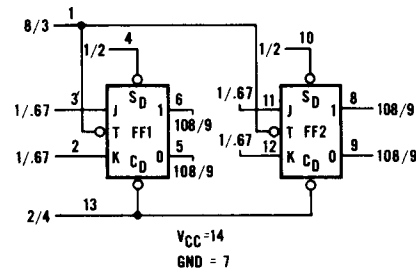 8/3 1
1/2 4
1/2 10
1/.67 3 J S_D 1 6 108/9
T FF1
1/.67 2 K C_D 0 5 108/9
1/.67 11 J S_D 1 8 108/9
T FF2
1/.67 12 K C_D 0 9 108/9
2/4 13
V_CC =14
GND = 7